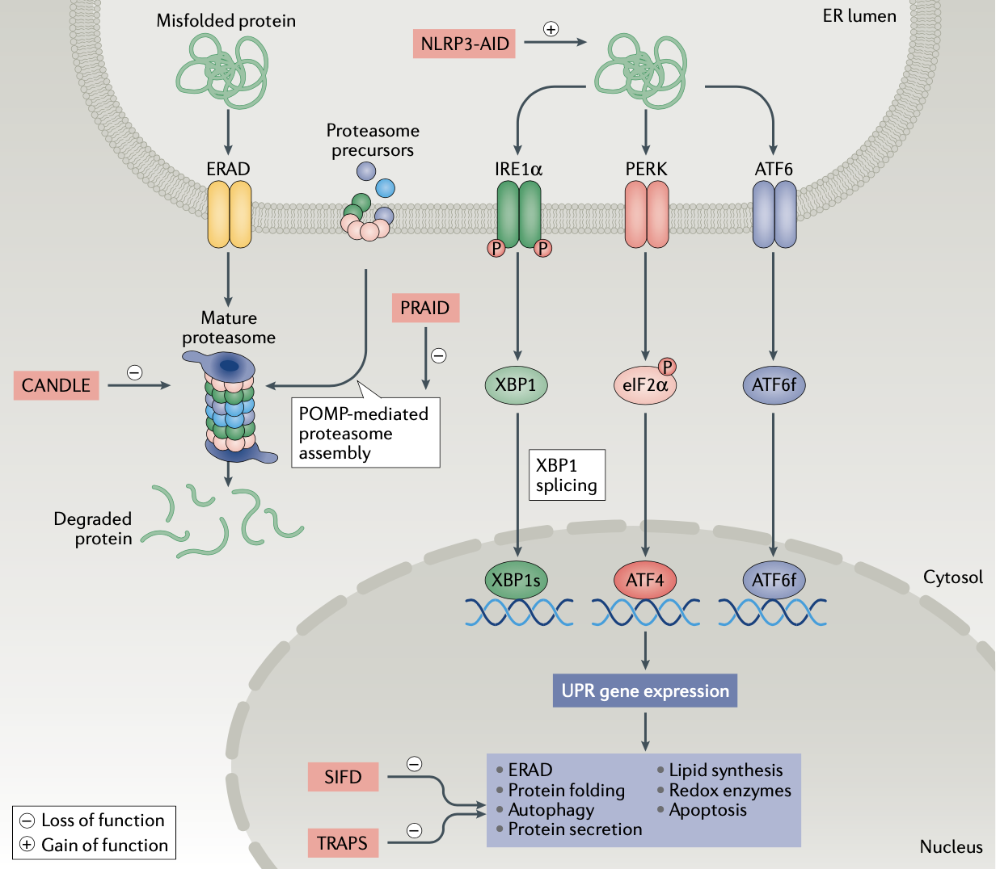 Misfolded protein
NLRP3-AID
+
ER lumen
Proteasome
precursors
ERAD
IRE1α
PERK
ATF6
P
P
Mature
proteasome
PRAID
−
CANDLE
−
POMP-mediated
proteasome
assembly
XBP1
eIF2α
P
ATF6f
XBP1
splicing
Degraded
protein
XBP1s
ATF4
ATF6f
Cytosol
UPR gene expression
SIFD
−
TRAPS
−
• ERAD
• Protein folding
• Autophagy
• Protein secretion
• Lipid synthesis
• Redox enzymes
• Apoptosis
− Loss of function
+ Gain of function
Nucleus